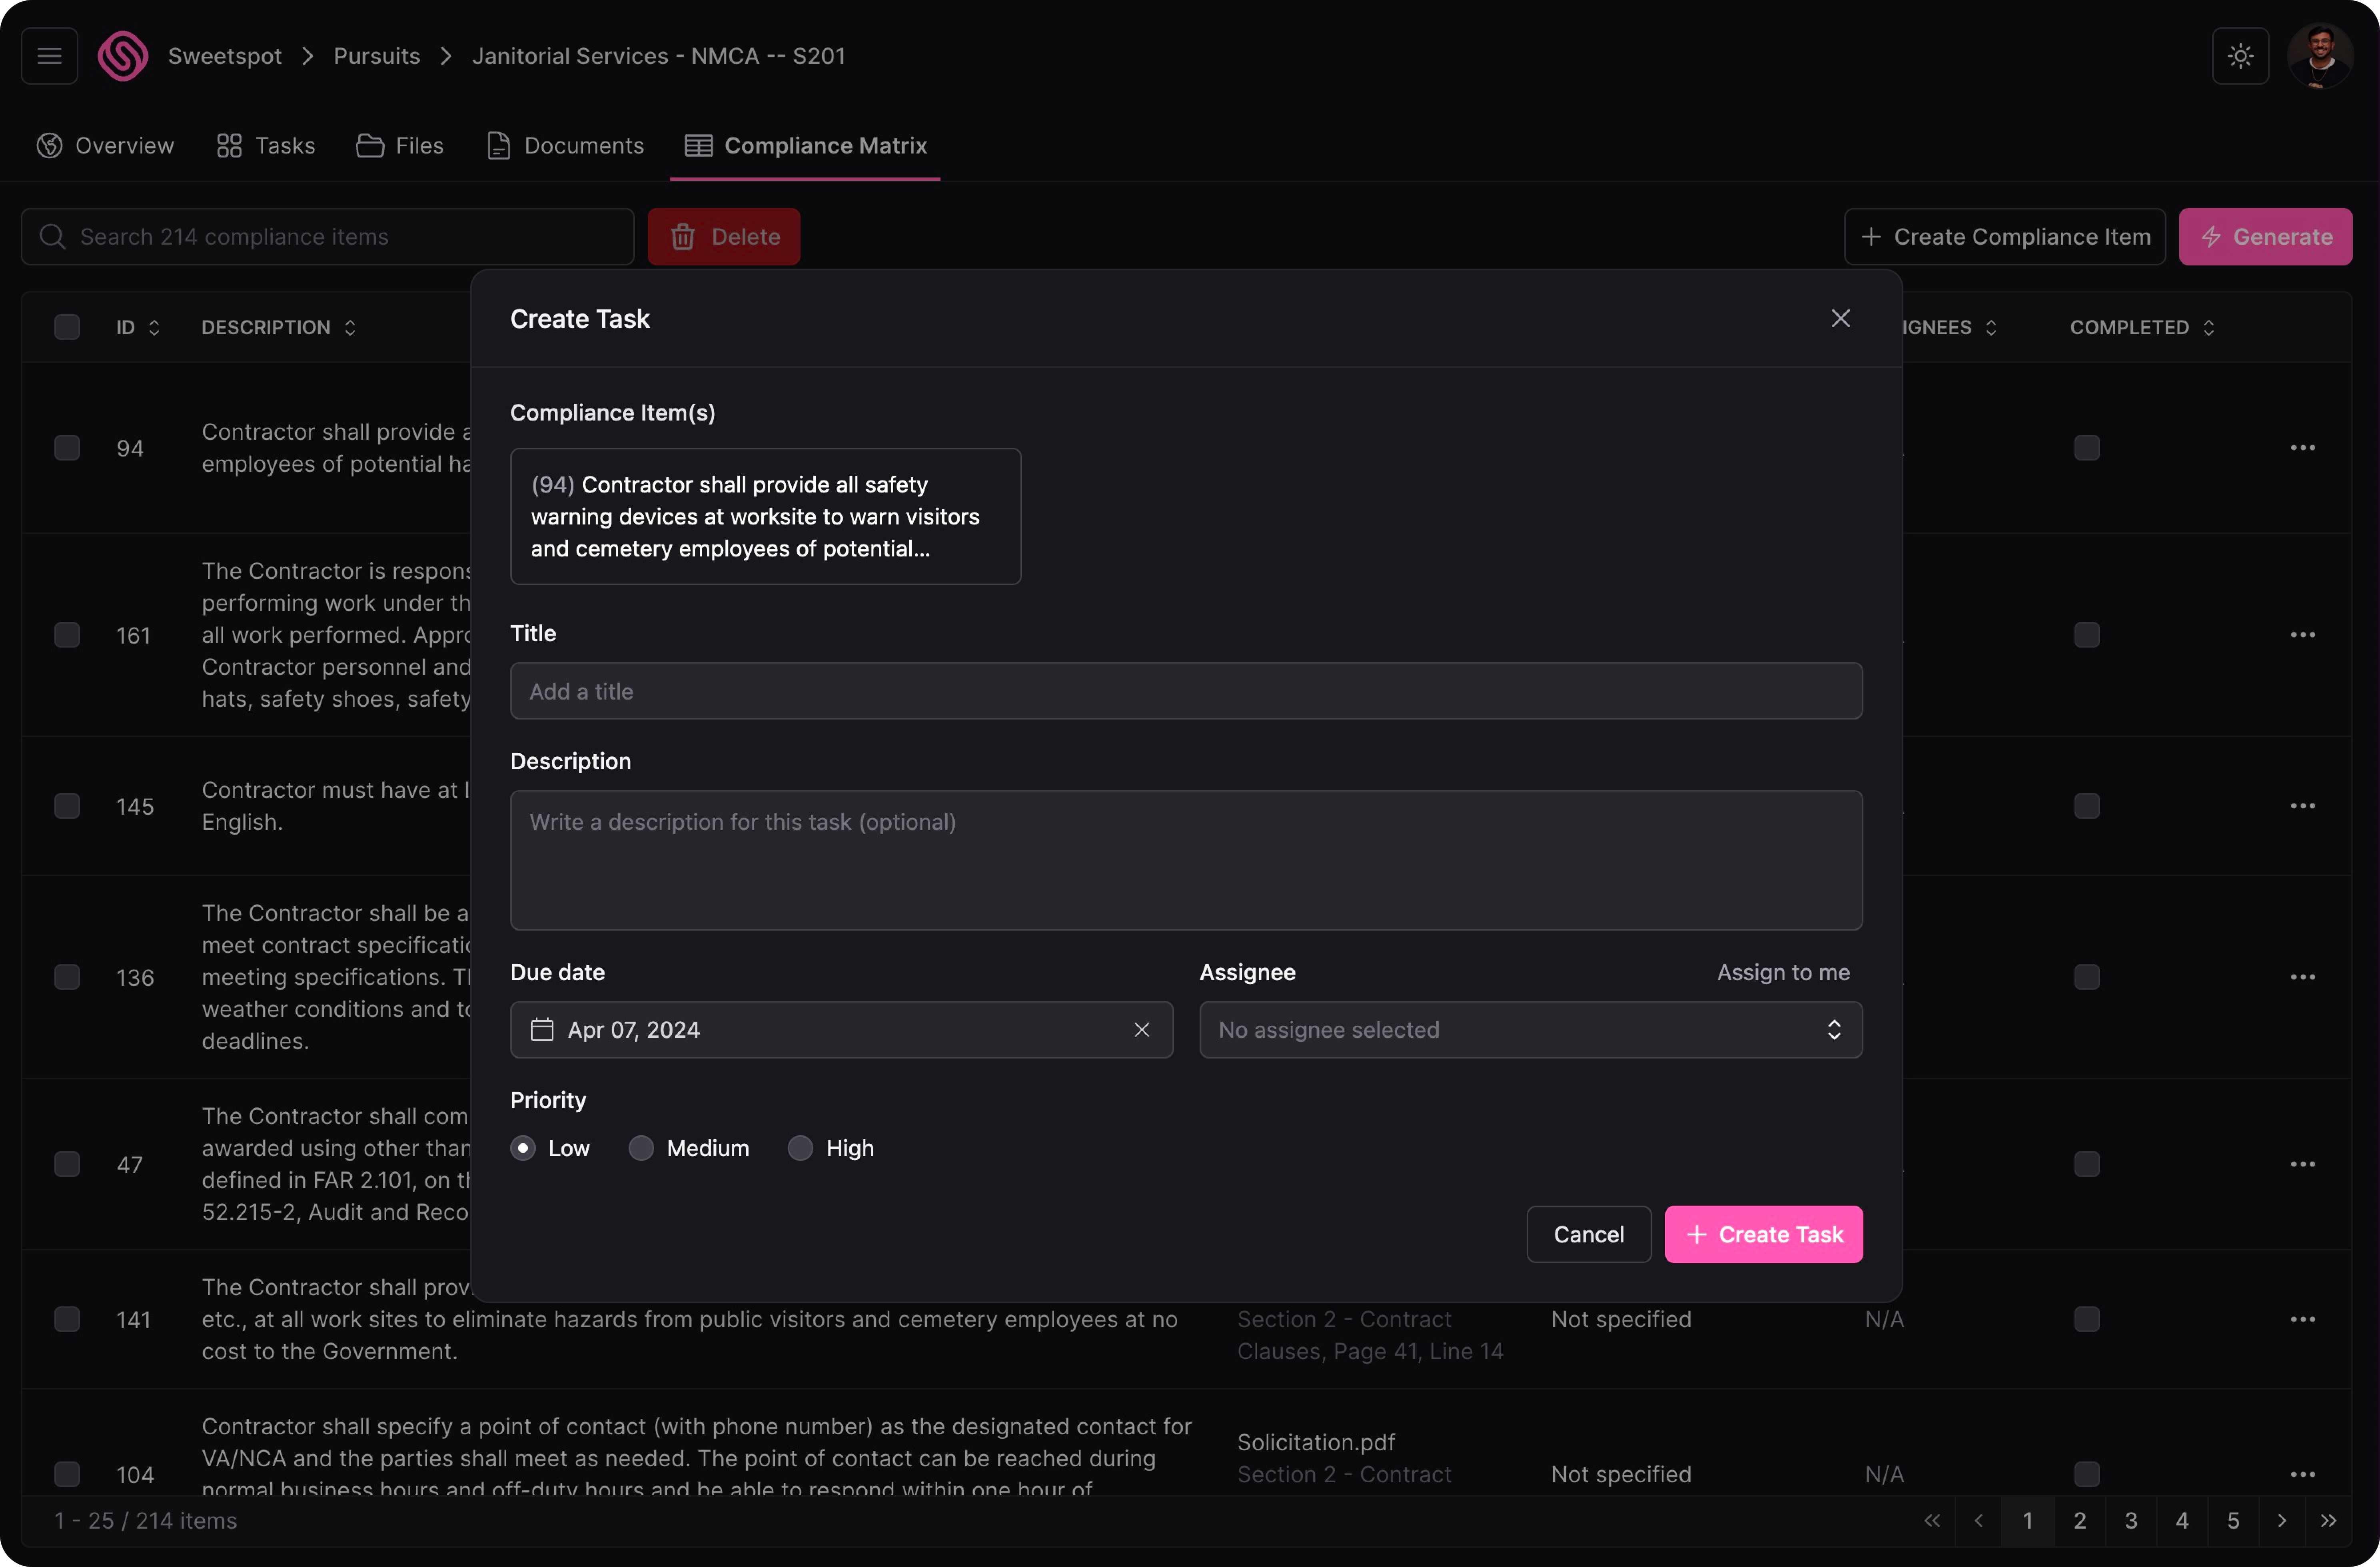 Sweetspot > Pursuits > Janitorial Services - NMCA -- S201
Overview
Tasks
Files
Documents
Compliance Matrix
Search 214 compliance items
Delete
+ Create Compliance Item
Generate
ID
DESCRIPTION
IGNEES
COMPLETED
94
Contractor shall provide a
employees of potential ha
161
The Contractor is respons
performing work under th
all work performed. Appro
Contractor personnel and
hats, safety shoes, safety
145
Contractor must have at l
English.
136
The Contractor shall be a
meet contract specificatio
meeting specifications. Th
weather conditions and to
deadlines.
47
The Contractor shall com
awarded using other than
defined in FAR 2.101, on th
52.215-2, Audit and Reco
141
The Contractor shall prov
etc., at all work sites to eliminate hazards from public visitors and cemetery employees at no
cost to the Government.
Section 2 - Contract
Clauses, Page 41, Line 14
Not specified
N/A
104
Contractor shall specify a point of contact (with phone number) as the designated contact for
VA/NCA and the parties shall meet as needed. The point of contact can be reached during
normal business hours and off-duty hours and be able to respond within one hour of
Solicitation.pdf
Section 2 - Contract
Not specified
N/A
Create Task
Compliance Item(s)
(94) Contractor shall provide all safety
warning devices at worksite to warn visitors
and cemetery employees of potential...
Title
Add a title
Description
Write a description for this task (optional)
Due date
Apr 07, 2024
Assignee
Assign to me
No assignee selected
Priority
Low
Medium
High
Cancel
+ Create Task
1 - 25 / 214 items
« ‹ 1 2 3 4 5 › »